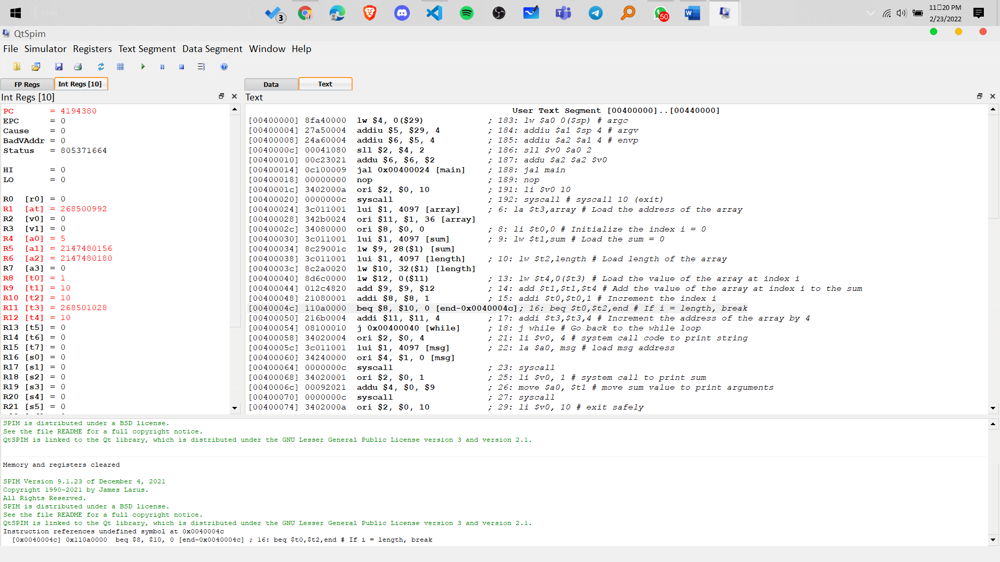 Links
3
50
11:20 PM
2/23/2022
QtSpim
File Simulator Registers Text Segment Data Segment Window Help
FP Regs Int Regs [10]
Data Text
Int Regs [10]
Text
PC = 4194380
EPC = 0
Cause = 0
BadVAddr = 0
Status = 805371664
HI = 0
LO = 0
R0 [r0] = 0
R1 [at] = 268500992
R2 [v0] = 0
R3 [v1] = 0
R4 [a0] = 5
R5 [a1] = 2147480156
R6 [a2] = 2147480180
R7 [a3] = 0
R8 [t0] = 1
R9 [t1] = 10
R10 [t2] = 10
R11 [t3] = 268501028
R12 [t4] = 10
R13 [t5] = 0
R14 [t6] = 0
R15 [t7] = 0
R16 [s0] = 0
R17 [s1] = 0
R18 [s2] = 0
R19 [s3] = 0
R20 [s4] = 0
R21 [s5] = 0
User Text Segment [00400000]..[00440000]
[00400000] 8fa40000 lw $4, 0($29) ; 183: lw $a0 0($sp) # argc
[00400004] 27a50004 addiu $5, $29, 4 ; 184: addiu $a1 $sp 4 # argv
[00400008] 24a60004 addiu $6, $5, 4 ; 185: addiu $a2 $a1 4 # envp
[0040000c] 00041080 sll $2, $4, 2 ; 186: sll $v0 $a0 2
[00400010] 00c23021 addu $6, $6, $2 ; 187: addu $a2 $a2 $v0
[00400014] 0c100009 jal 0x00400024 [main] ; 188: jal main
[00400018] 00000000 nop ; 189: nop
[0040001c] 3402000a ori $2, $0, 10 ; 191: li $v0 10
[00400020] 0000000c syscall ; 192: syscall # syscall 10 (exit)
[00400024] 3c011001 lui $1, 4097 [array] ; 6: la $t3,array # Load the address of the array
[00400028] 342b0024 ori $11, $1, 36 [array]
[0040002c] 34080000 ori $8, $0, 0 ; 8: li $t0,0 # Initialize the index i = 0
[00400030] 3c011001 lui $1, 4097 [sum] ; 9: lw $t1,sum # Load the sum = 0
[00400034] 8c29001c lw $9, 28($1) [sum]
[00400038] 3c011001 lui $1, 4097 [length] ; 10: lw $t2,length # Load length of the array
[0040003c] 8c2a0020 lw $10, 32($1) [length]
[00400040] 8d6c0000 lw $12, 0($11) ; 13: lw $t4,0($t3) # Load the value of the array at index i
[00400044] 012c4820 add $9, $9, $12 ; 14: add $t1,$t1,$t4 # Add the value of the array at index i to the sum
[00400048] 21080001 addi $8, $8, 1 ; 15: addi $t0,$t0,1 # Increment the index i
[0040004c] 110a0000 beq $8, $10, 0 [end-0x0040004c]; 16: beq $t0,$t2,end # If i = length, break
[00400050] 216b0004 addi $11, $11, 4 ; 17: addi $t3,$t3,4 # Increment the address of the array by 4
[00400054] 08100010 j 0x00400040 [while] ; 18: j while # Go back to the while loop
[00400058] 34020004 ori $2, $0, 4 ; 21: li $v0, 4 # system call code to print string
[0040005c] 3c011001 lui $1, 4097 [msg] ; 22: la $a0, msg # load msg address
[00400060] 34240000 ori $4, $1, 0 [msg]
[00400064] 0000000c syscall ; 23: syscall
[00400068] 34020001 ori $2, $0, 1 ; 25: li $v0, 1 # system call to print sum
[0040006c] 00092021 addu $4, $0, $9 ; 26: move $a0, $t1 # move sum value to print arguments
[00400070] 0000000c syscall ; 27: syscall
[00400074] 3402000a ori $2, $0, 10 ; 29: li $v0, 10 # exit safely
SPIM is distributed under a BSD license.
See the file README for a full copyright notice.
QtSPIM is linked to the Qt library, which is distributed under the GNU Lesser General Public License version 3 and version 2.1.
Memory and registers cleared
SPIM Version 9.1.23 of December 4, 2021
Copyright 1990-2021 by James Larus.
All Rights Reserved.
SPIM is distributed under a BSD license.
See the file README for a full copyright notice.
QtSPIM is linked to the Qt library, which is distributed under the GNU Lesser General Public License version 3 and version 2.1.
Instruction references undefined symbol at 0x0040004c
[0x0040004c] 0x110a0000 beq $8, $10, 0 [end-0x0040004c] ; 16: beq $t0,$t2,end # If i = length, break